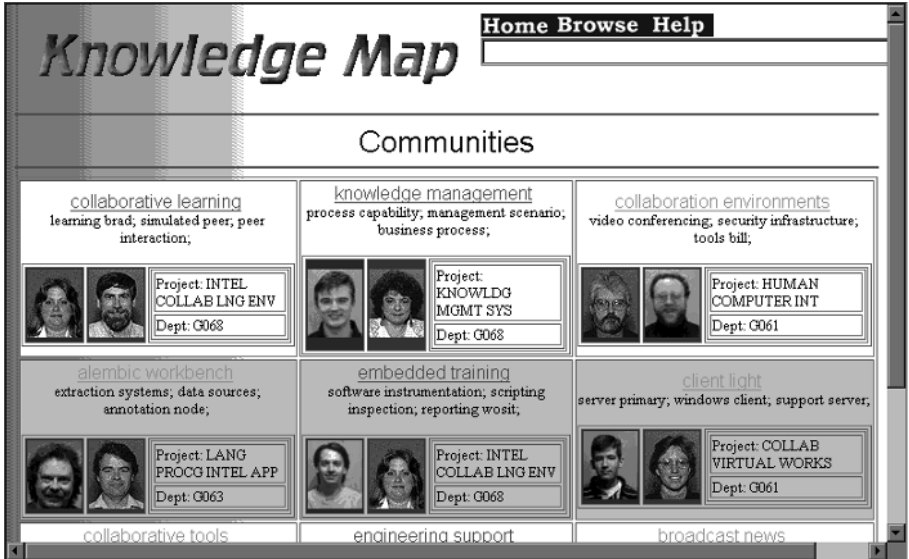 Knowledge Map
Home Browse Help
Communities
collaborative learning
learning brad; simulated peer; peer
interaction;
Project: INTEL
COLLAB LNG ENV
Dept: G068
knowledge management
process capability; management scenario;
business process;
Project:
KNOWLDG
MGMT SYS
Dept: G068
collaboration environments
video conferencing; security infrastructure;
tools bill;
Project: HUMAN
COMPUTER INT
Dept: G061
alembic workbench
extraction systems; data sources;
annotation node;
Project: LANG
PROCG INTEL APP
Dept: G063
embedded training
software instrumentation; scripting
inspection; reporting wosit;
Project: INTEL
COLLAB LNG ENV
Dept: G068
client light
server primary; windows client; support server;
Project: COLLAB
VIRTUAL WORKS
Dept: G061
collaborative tools
engineering support
broadcast news